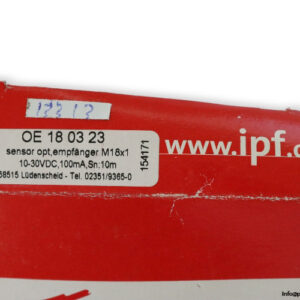 13313
OE 18 03 23
sensor opt,empfänger M18x1
10-30VDC,100mA,Sn:10m
58515 Lüdenscheid - Tel. 02351/9365-0
154171
www.ipf.